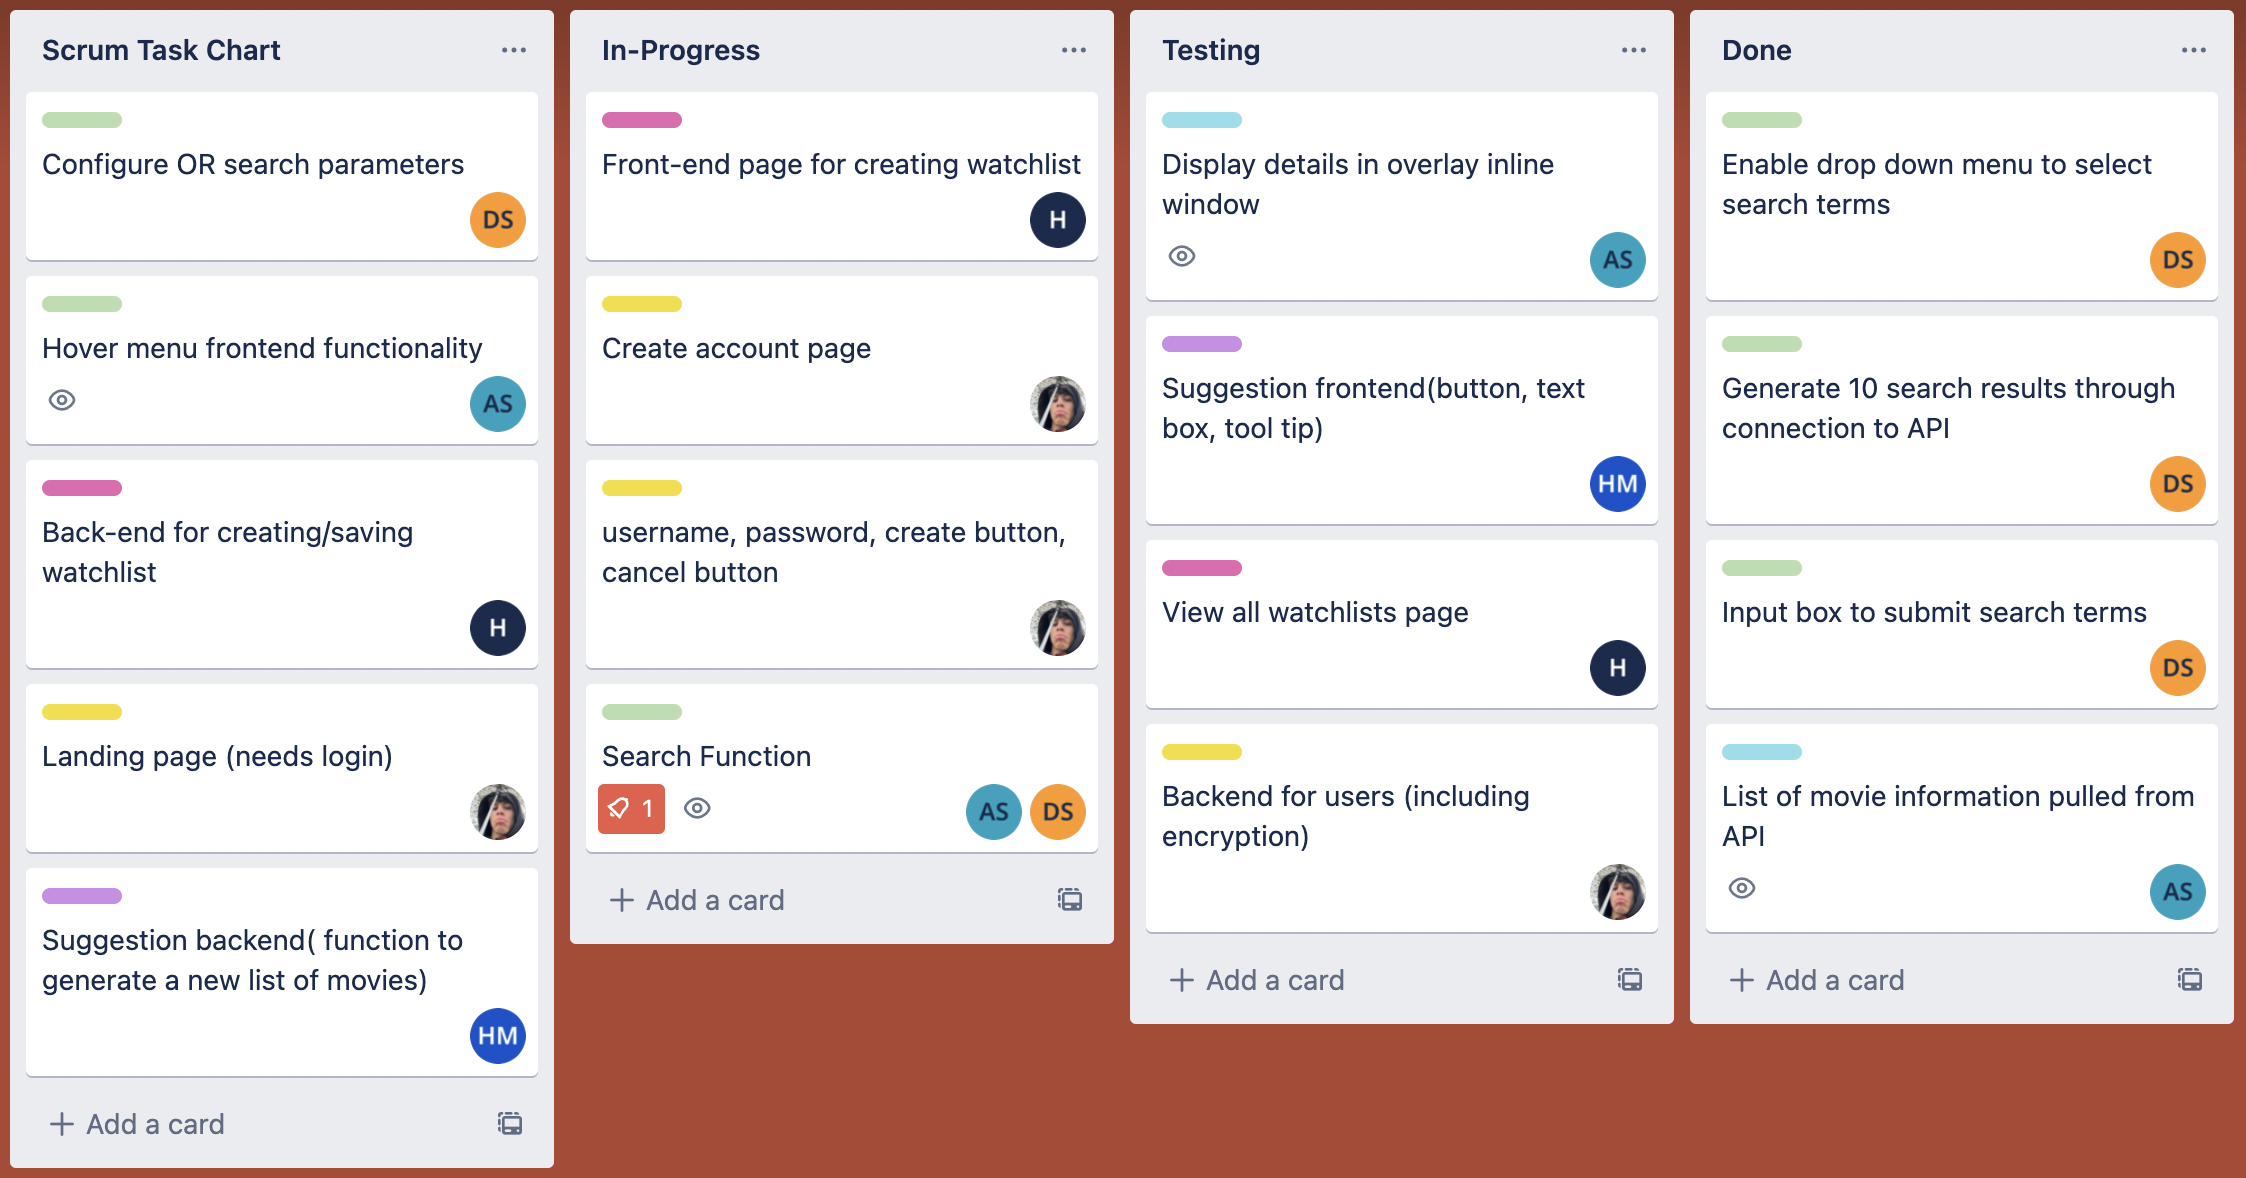 Scrum Task Chart
Configure OR search parameters
DS
Hover menu frontend functionality
AS
Back-end for creating/saving
watchlist
H
Landing page (needs login)
Suggestion backend( function to
generate a new list of movies)
HM
+ Add a card
In-Progress
Front-end page for creating watchlist
H
Create account page
username, password, create button,
cancel button
Search Function
1
AS DS
+ Add a card
Testing
Display details in overlay inline
window
AS
Suggestion frontend(button, text
box, tool tip)
HM
View all watchlists page
H
Backend for users (including
encryption)
+ Add a card
Done
Enable drop down menu to select
search terms
DS
Generate 10 search results through
connection to API
DS
Input box to submit search terms
DS
List of movie information pulled from
API
AS
+ Add a card